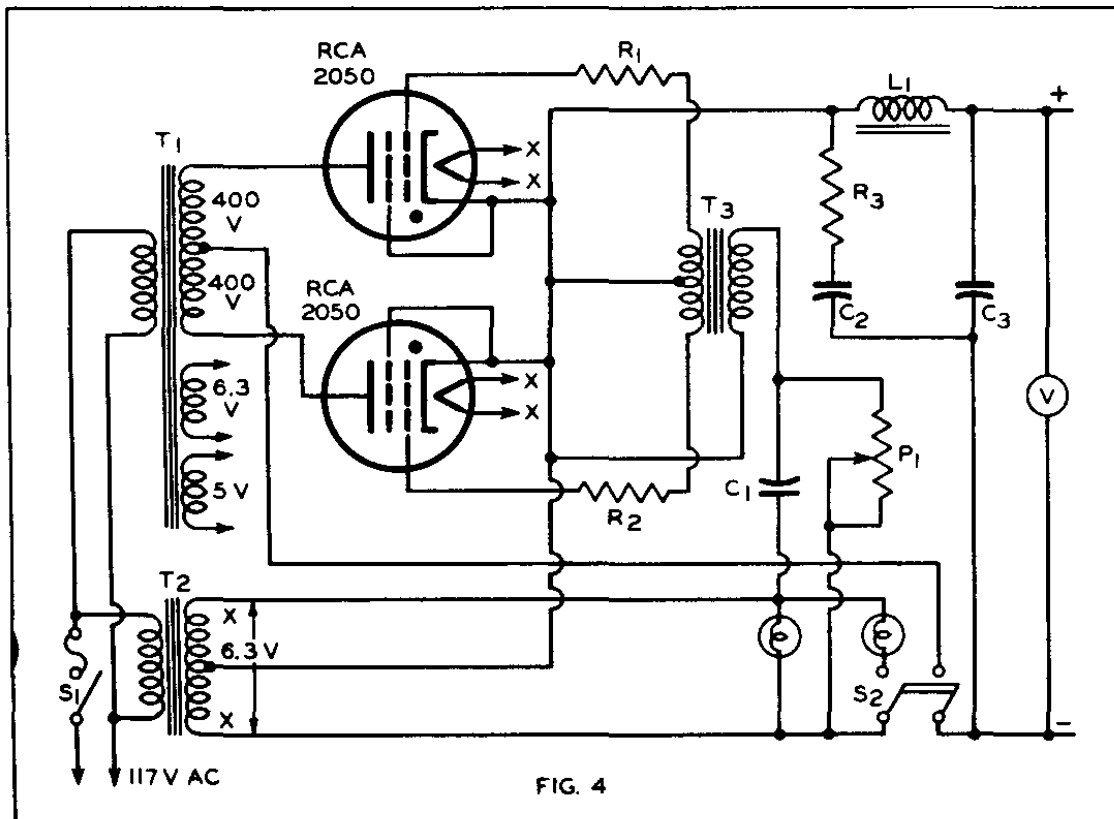 RCA
2050
R1
L1
+
T1
X
X
400
V
R3
T3
400
V
RCA
2050
C2
C3
X
X
6.3
V
V
P1
5 V
C1
R2
T2
X
6.3 V
S1
S2
X
-
117 V AC
FIG. 4